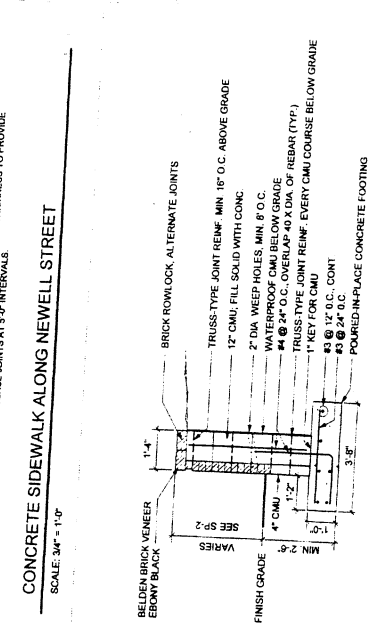 CONCRETE SIDEWALK ALONG NEWELL STREET
SCALE: 3/4" = 1'-0"
BELDEN BRICK VENEER
EBONY BLACK
1'-4"
BRICK ROWLOCK, ALTERNATE JOINTS
TRUSS-TYPE JOINT REINF. MIN. 16" O.C. ABOVE GRADE
12" CMU; FILL SOLID WITH CONC.
2" DIA. WEEP HOLES, MIN. 8' O.C.
WATERPROOF CMU BELOW GRADE
#4 @ 24" O.C., OVERLAP 40 X DIA. OF REBAR (TYP.)
TRUSS-TYPE JOINT REINF. EVERY CMU COURSE BELOW GRADE
1" KEY FOR CMU
#3 @ 12" O.C., CONT
#3 @ 24" O.C.
POURED-IN-PLACE CONCRETE FOOTING
VARIES
SEE SP-2
FINISH GRADE
4" CMU
1'-2"
1'-0"
MIN. 2'-6"
3'-8"